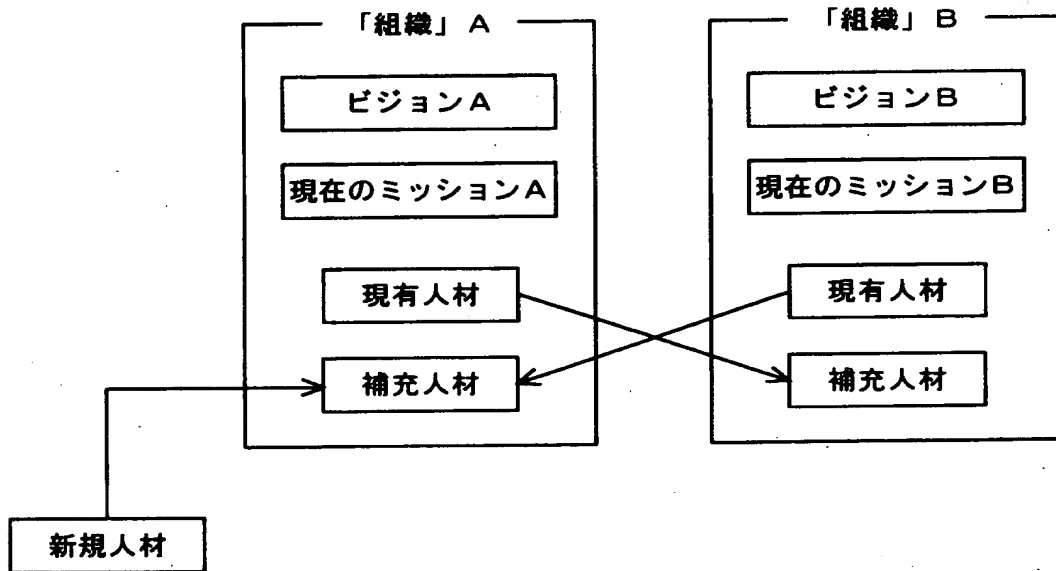 「組織」A
ビジョンA
現在のミッションA
現有人材
補充人材
「組織」B
ビジョンB
現在のミッションB
現有人材
補充人材
新規人材